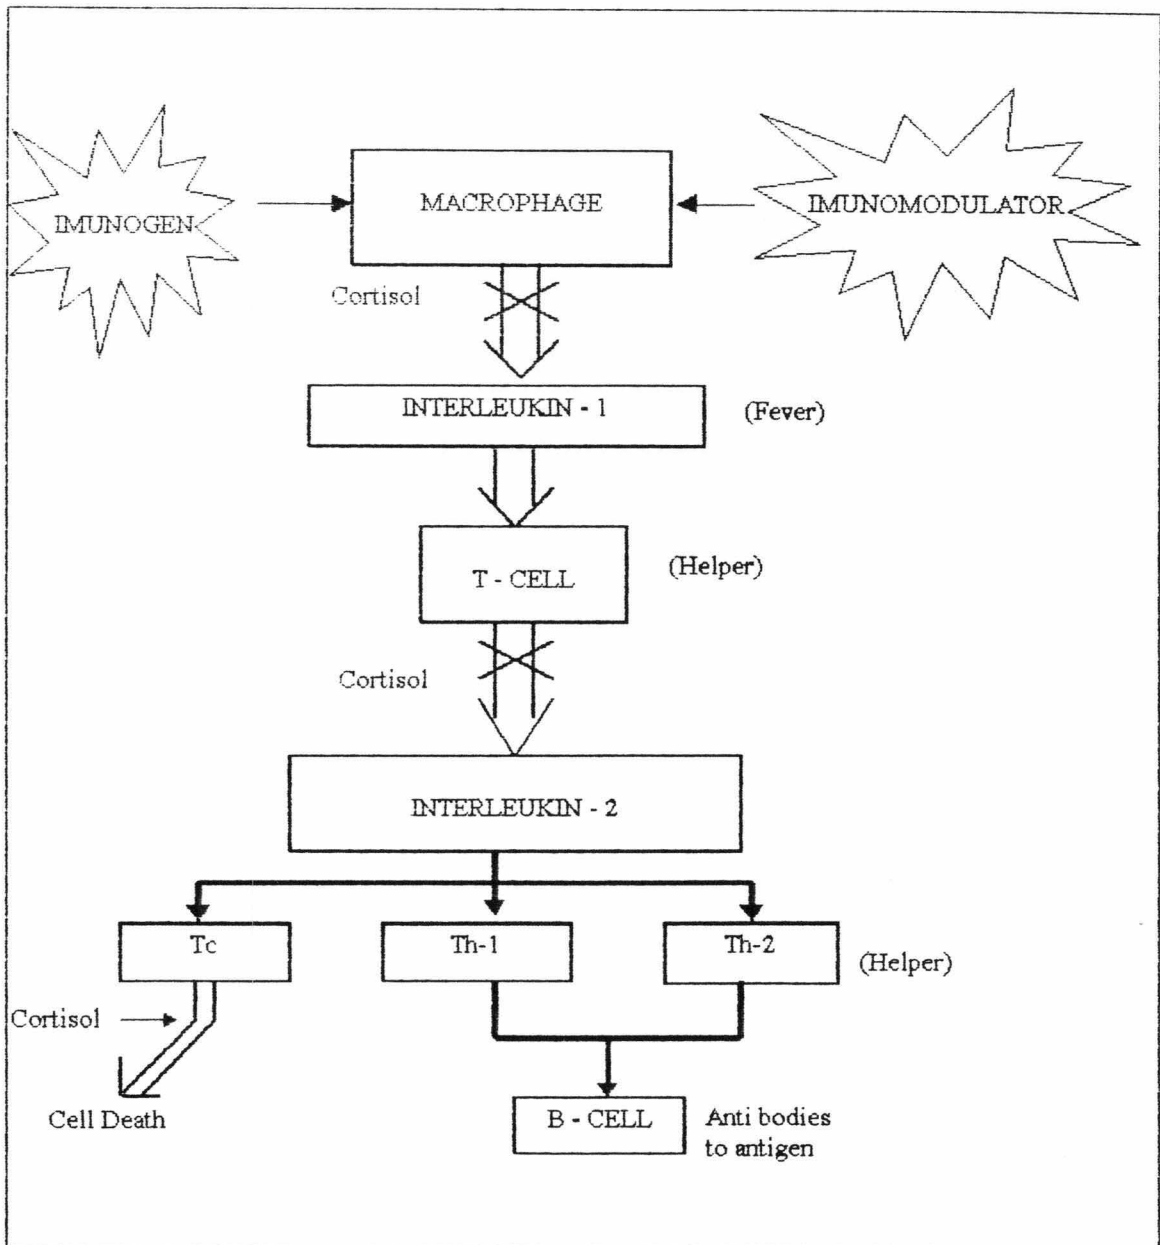 IMUNOGEN
MACROPHAGE
IMUNOMODULATOR
Cortisol
INTERLEUKIN - 1
(Fever)
T - CELL
(Helper)
Cortisol
INTERLEUKIN - 2
Tc
Th-1
Th-2
(Helper)
Cortisol
Cell Death
B - CELL
Anti bodies
to antigen